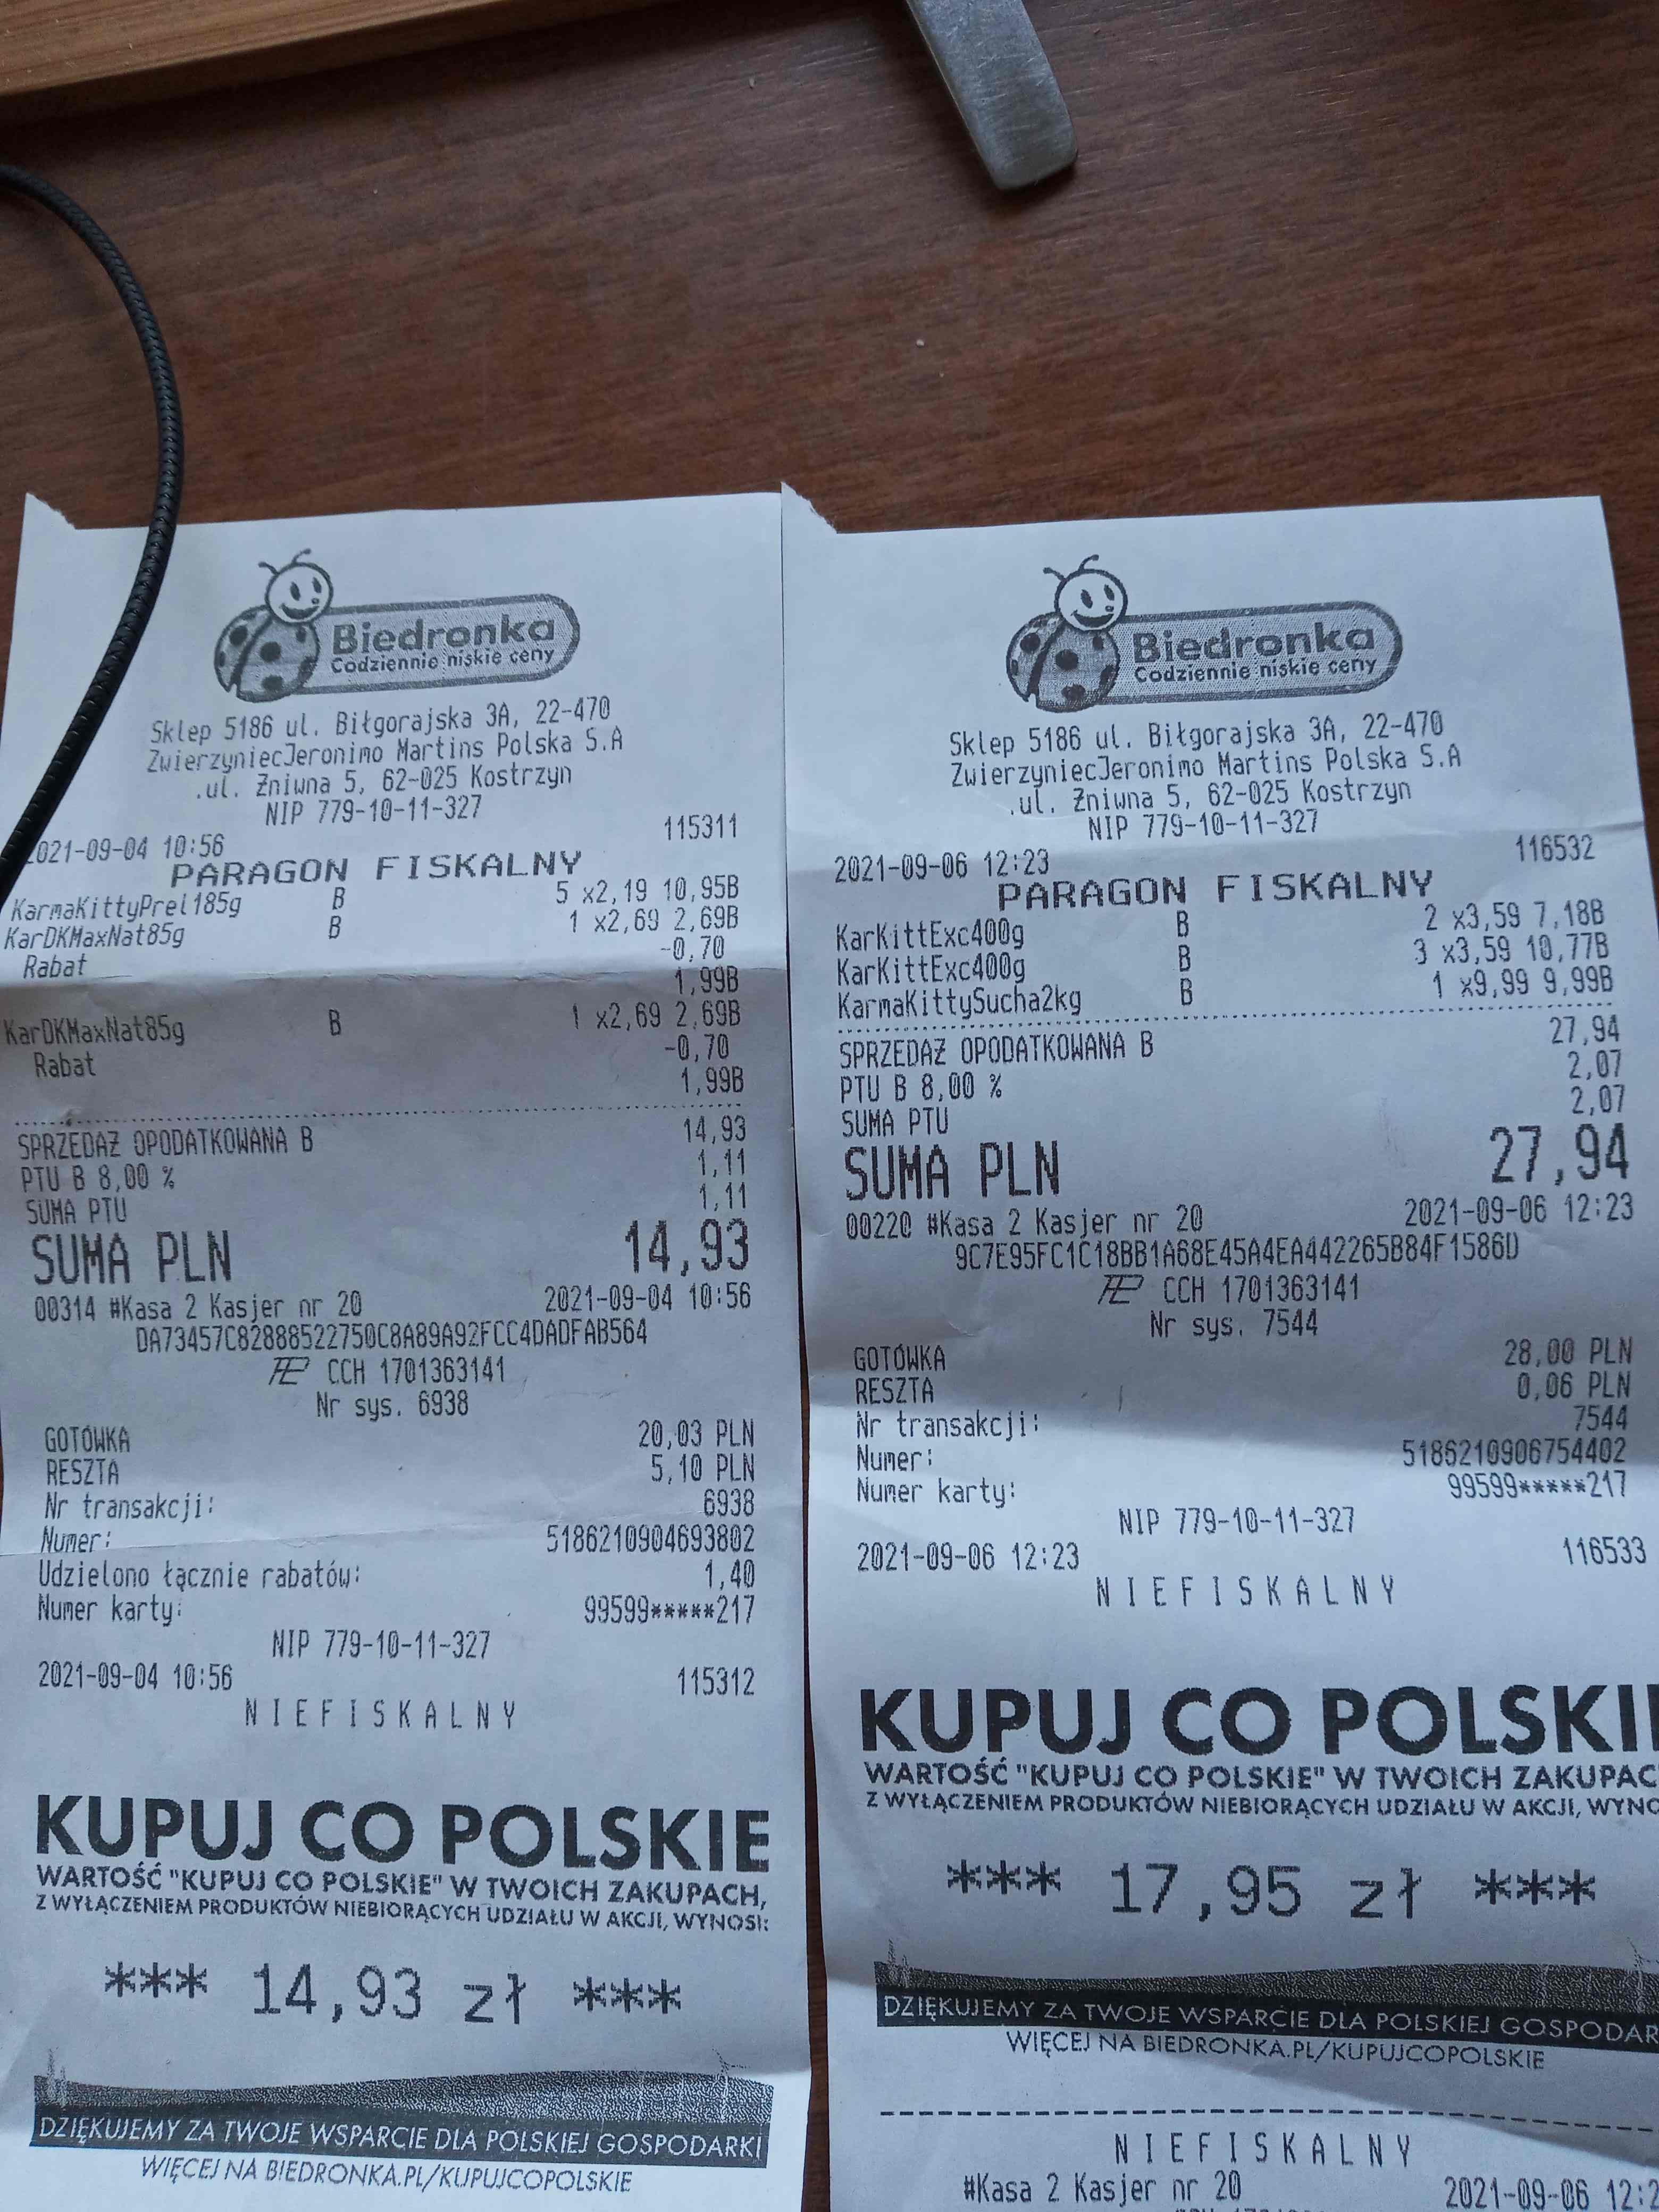 Biedronka
Codziennie niskie ceny
Sklep 5186 ul. Biłgorajska 3A, 22-470
ZwierzyniecJeronimo Martins Polska S.A
.ul. Żniwna 5, 62-025 Kostrzyn
NIP 779-10-11-327
2021-09-04 10:56 115311
PARAGON FISKALNY
KarmaKittyPrel185g B 5 x2,19 10,95B
KarDKMaxNat85g B 1 x2,69 2,69B
Rabat -0,70
1,99B
KarDKMaxNat85g B 1 x2,69 2,69B
Rabat -0,70
1,99B
SPRZEDAŻ OPODATKOWANA B 14,93
PTU B 8,00 % 1,11
SUMA PTU 1,11
SUMA PLN 14,93
00314 #Kasa 2 Kasjer nr 20 2021-09-04 10:56
DA73457C82888522750C8A89A92FCC4DADFAB564
CCH 1701363141
Nr sys. 6938
GOTÓWKA 20,03 PLN
RESZTA 5,10 PLN
Nr transakcji: 6938
Numer: 5186210904693802
Udzielono łącznie rabatów: 1,40
Numer karty: 99599*****217
NIP 779-10-11-327
2021-09-04 10:56 115312
NIEFISKALNY
KUPUJ CO POLSKIE
WARTOŚĆ "KUPUJ CO POLSKIE" W TWOICH ZAKUPACH,
Z WYŁĄCZENIEM PRODUKTÓW NIEBIORĄCYCH UDZIAŁU W AKCJI, WYNOSI:
*** 14,93 zł ***
DZIĘKUJEMY ZA TWOJE WSPARCIE DLA POLSKIEJ GOSPODARKI
WIĘCEJ NA BIEDRONKA.PL/KUPUJCOPOLSKIE
Biedronka
Codziennie niskie ceny
Sklep 5186 ul. Biłgorajska 3A, 22-470
ZwierzyniecJeronimo Martins Polska S.A
.ul. Żniwna 5, 62-025 Kostrzyn
NIP 779-10-11-327
2021-09-06 12:23 116532
PARAGON FISKALNY
KarKittExc400g B 2 x3,59 7,18B
KarKittExc400g B 3 x3,59 10,77B
KarmaKittySucha2kg B 1 x9,99 9,99B
SPRZEDAŻ OPODATKOWANA B 27,94
PTU B 8,00 % 2,07
SUMA PTU 2,07
SUMA PLN 27,94
00220 #Kasa 2 Kasjer nr 20 2021-09-06 12:23
9C7E95FC1C18BB1A68E45A4EA442265B84F1586D
CCH 1701363141
Nr sys. 7544
GOTÓWKA 28,00 PLN
RESZTA 0,06 PLN
Nr transakcji: 7544
Numer: 5186210906754402
Numer karty: 99599*****217
NIP 779-10-11-327
2021-09-06 12:23 116533
NIEFISKALNY
KUPUJ CO POLSKI
WARTOŚĆ "KUPUJ CO POLSKIE" W TWOICH ZAKUPAC
Z WYŁĄCZENIEM PRODUKTÓW NIEBIORĄCYCH UDZIAŁU W AKCJI, WYNO
*** 17,95 zł ***
DZIĘKUJEMY ZA TWOJE WSPARCIE DLA POLSKIEJ GOSPODAR
WIĘCEJ NA BIEDRONKA.PL/KUPUJCOPOLSKIE
NIEFISKALNY
#Kasa 2 Kasjer nr 20 2021-09-06 12:2